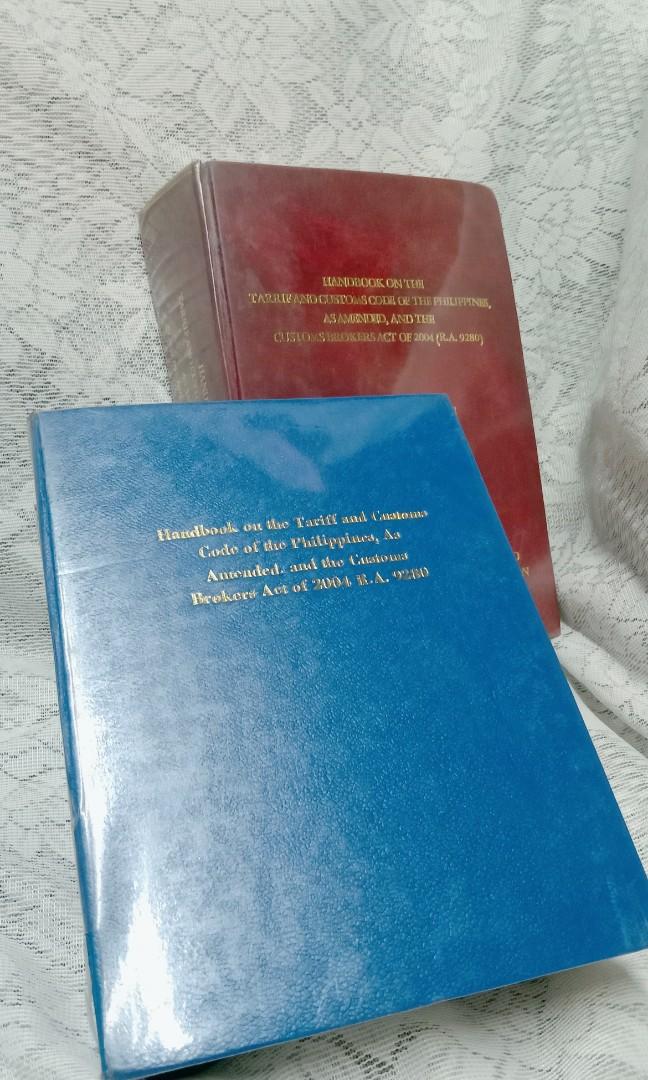 HANDBOOK ON THE
TARRIF AND CUSTOMS CODE OF THE PHILIPPINES,
AS AMENDED, AND THE
CUSTOMS BROKERS ACT OF 2004 (R.A. 9280)
Handbook on the Tariff and Customs
Code of the Philippines, As
Amended, and the Customs
Brokers Act of 2004 R.A. 9280